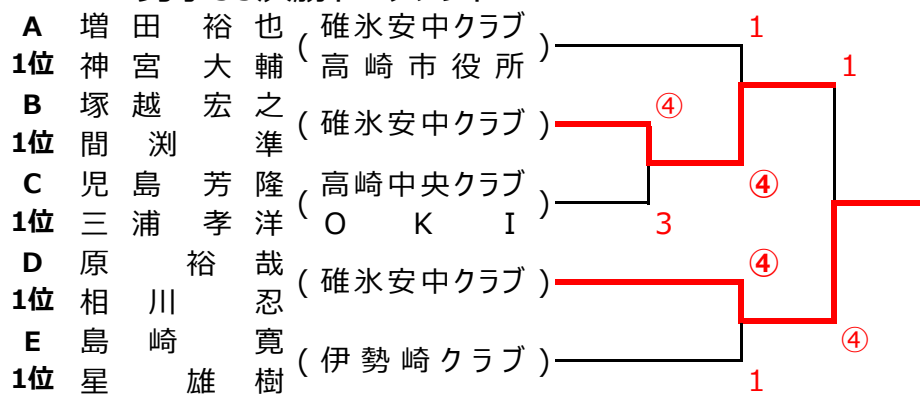 A 増田 裕也 (碓氷安中クラブ) 1
1位 神宮 大輔 高崎市役所 1
B 塚越 宏之 (碓氷安中クラブ) ④
1位 間渕 準
C 児島 芳隆 (高崎中央クラブ) ④
1位 三浦 孝洋 OKI 3
D 原 裕哉 (碓氷安中クラブ) ④
1位 相川 忍
E 島崎 寛 (伊勢崎クラブ) ④
1位 星 雄樹 1